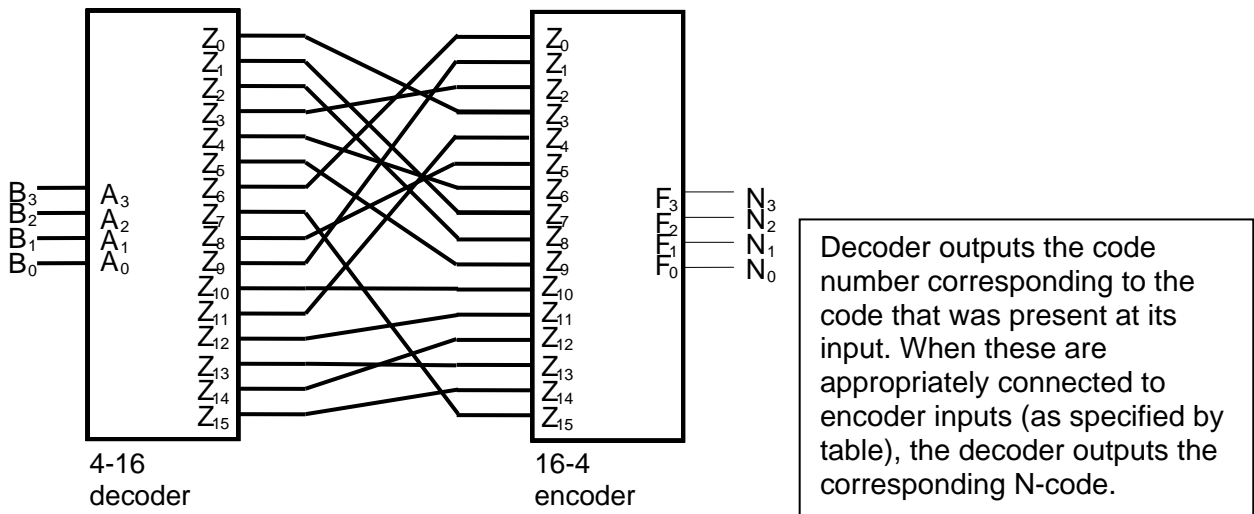 Z0
Z1
Z2
Z3
Z4
Z5
Z6
Z7
Z8
Z9
Z10
Z11
Z12
Z13
Z14
Z15
B3 A3
B2 A2
B1 A1
B0 A0
4-16
decoder
Z0
Z1
Z2
Z3
Z4
Z5
Z6
Z7
Z8
Z9
Z10
Z11
Z12
Z13
Z14
Z15
F3 N3
F2 N2
F1 N1
F0 N0
16-4
encoder
Decoder outputs the code
number corresponding to the
code that was present at its
input. When these are
appropriately connected to
encoder inputs (as specified by
table), the decoder outputs the
corresponding N-code.